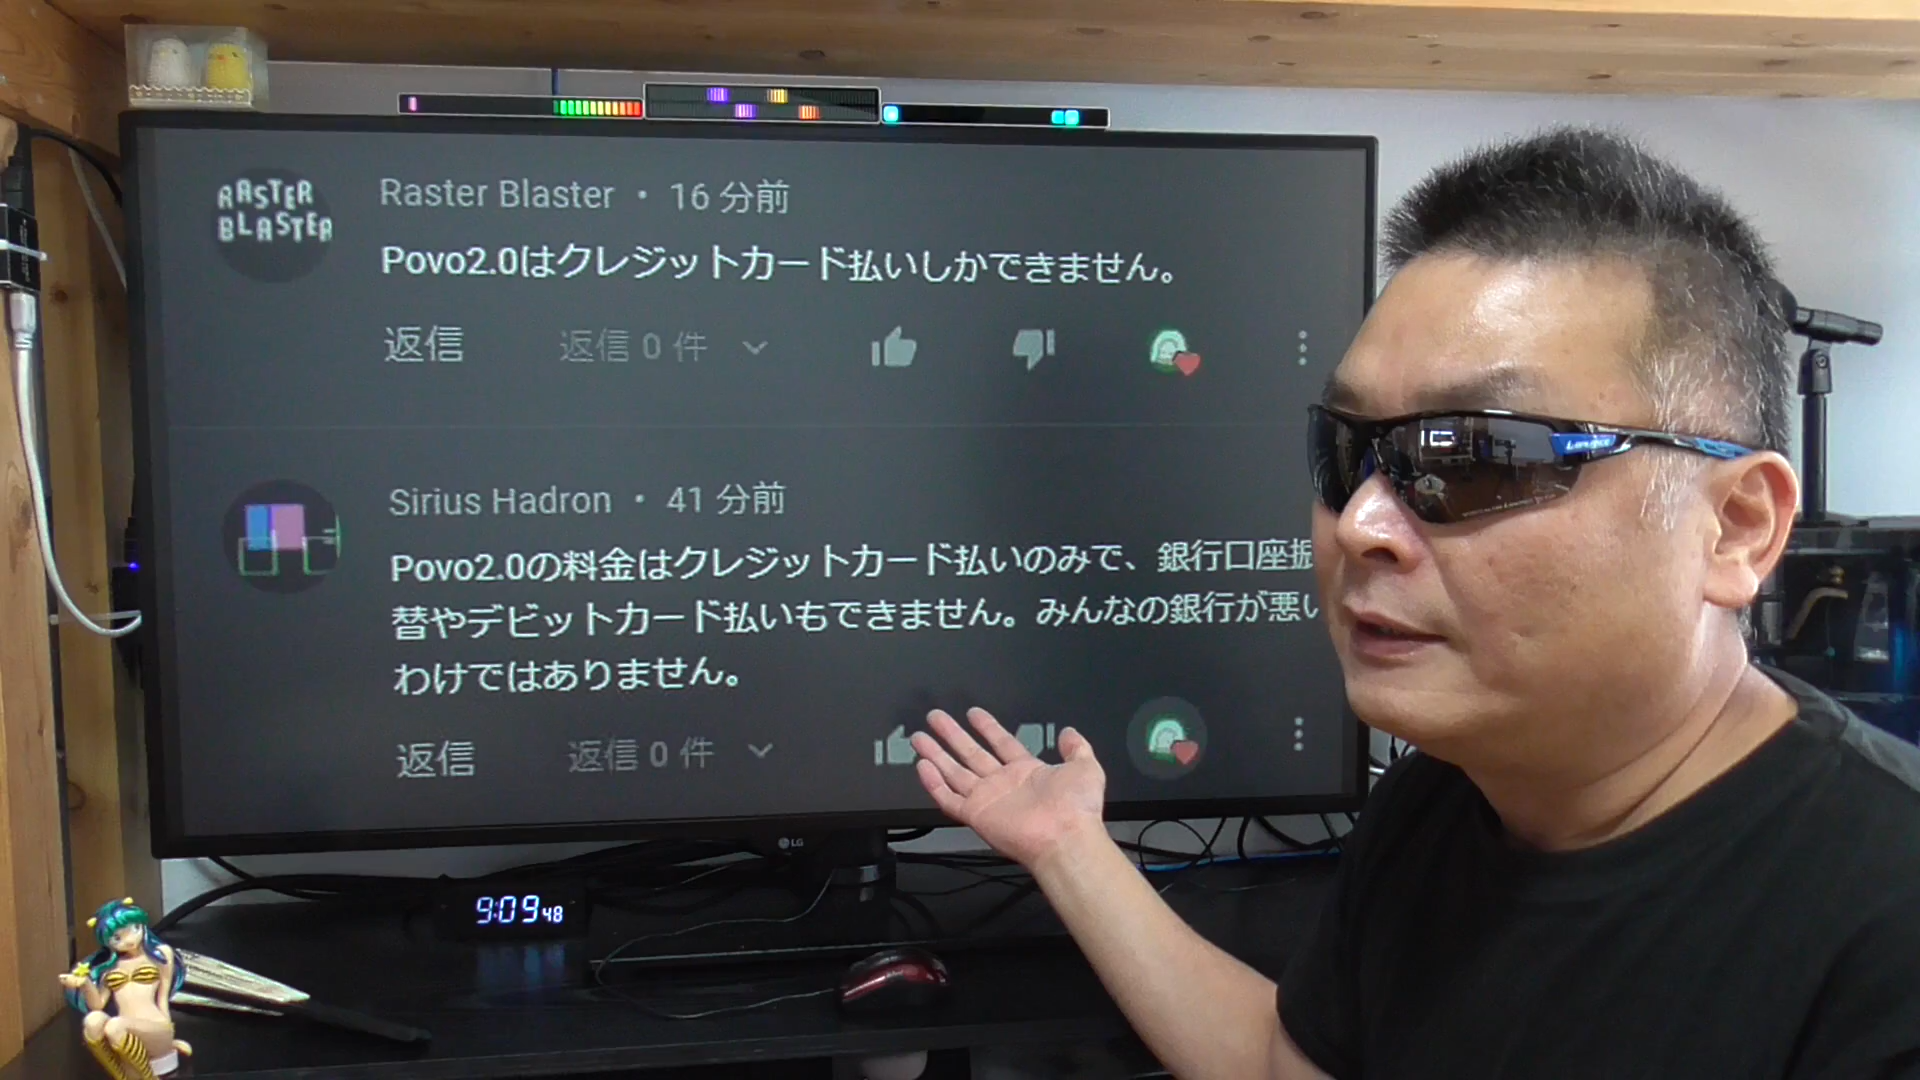 RASTER
BLASTER
Raster Blaster ・ 16 分前
Povo2.0はクレジットカード払いしかできません。
返信 返信 0 件
Sirius Hadron ・ 41 分前
Povo2.0の料金はクレジットカード払いのみで、銀行口座振
替やデビットカード払いもできません。みんなの銀行が悪い
わけではありません。
返信 返信 0 件
LG
9:09 48